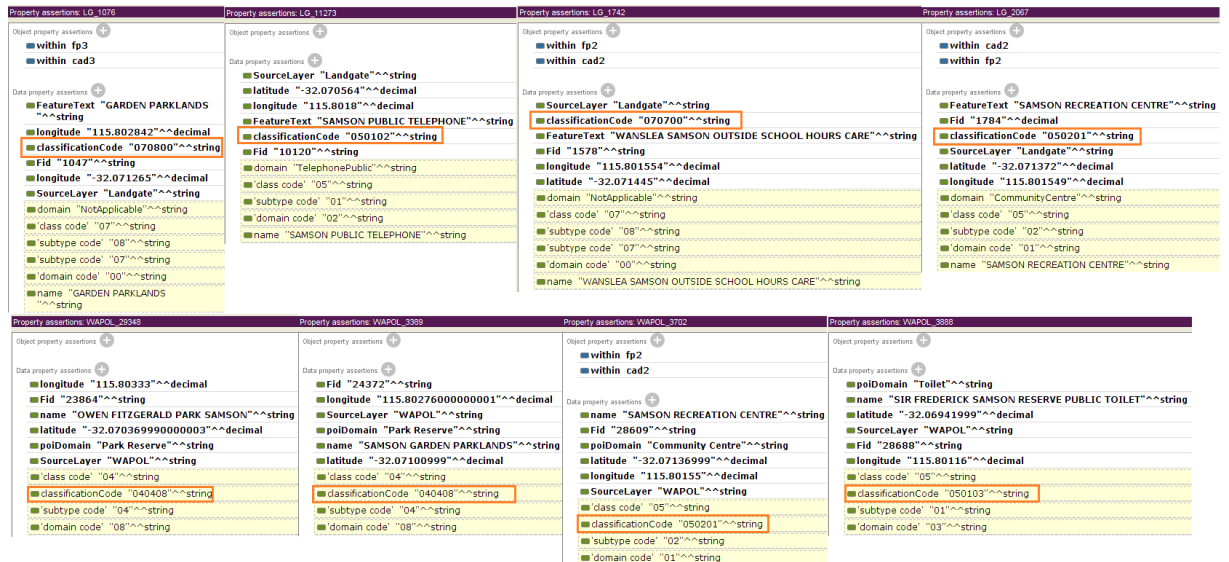 Property assertions: LG_1076
Object property assertions
within fp3
within cad3
Data property assertions
FeatureText "GARDEN PARKLANDS
"^^string
longitude "115.802842"^^decimal
classificationCode "070800"^^string
Fid "1047"^^string
longitude "-32.071265"^^decimal
SourceLayer "Landgate"^^string
domain "NotApplicable"^^string
'class code' "07"^^string
'subtype code' "08"^^string
'subtype code' "07"^^string
'domain code' "00"^^string
name "GARDEN PARKLANDS
"^^string
Property assertions: LG_11273
Object property assertions
Data property assertions
SourceLayer "Landgate"^^string
latitude "-32.070564"^^decimal
longitude "115.8018"^^decimal
FeatureText "SAMSON PUBLIC TELEPHONE"^^string
classificationCode "050102"^^string
Fid "10120"^^string
domain "TelephonePublic"^^string
'class code' "05"^^string
'subtype code' "01"^^string
'domain code' "02"^^string
name "SAMSON PUBLIC TELEPHONE"^^string
Property assertions: LG_1742
Object property assertions
within fp2
within cad2
Data property assertions
SourceLayer "Landgate"^^string
classificationCode "070700"^^string
FeatureText "WANSLEA SAMSON OUTSIDE SCHOOL HOURS CARE"^^string
Fid "1578"^^string
longitude "115.801554"^^decimal
latitude "-32.071445"^^decimal
domain "NotApplicable"^^string
'class code' "07"^^string
'subtype code' "08"^^string
'subtype code' "07"^^string
'domain code' "00"^^string
name "WANSLEA SAMSON OUTSIDE SCHOOL HOURS CARE"^^string
Property assertions: LG_2067
Object property assertions
within cad2
within fp2
Data property assertions
FeatureText "SAMSON RECREATION CENTRE"^^string
Fid "1784"^^decimal
classificationCode "050201"^^string
SourceLayer "Landgate"^^string
latitude "-32.071372"^^decimal
longitude "115.801549"^^decimal
domain "CommunityCentre"^^string
'class code' "05"^^string
'subtype code' "02"^^string
'domain code' "01"^^string
name "SAMSON RECREATION CENTRE"^^string
Property assertions: WAPOL_29348
Object property assertions
Data property assertions
longitude "115.80333"^^decimal
Fid "23864"^^string
name "OWEN FITZGERALD PARK SAMSON"^^string
latitude "-32.070369990000003"^^decimal
poiDomain "Park Reserve"^^string
SourceLayer "WAPOL"^^string
'class code' "04"^^string
classificationCode "040408"^^string
'subtype code' "04"^^string
'domain code' "08"^^string
Property assertions: WAPOL_3389
Object property assertions
Data property assertions
Fid "24372"^^string
longitude "115.80276000000001"^^decimal
SourceLayer "WAPOL"^^string
poiDomain "Park Reserve"^^string
name "SAMSON GARDEN PARKLANDS"^^string
latitude "-32.07100999"^^decimal
'class code' "04"^^string
classificationCode "040408"^^string
'subtype code' "04"^^string
'domain code' "08"^^string
Property assertions: WAPOL_3702
Object property assertions
within fp2
within cad2
Data property assertions
name "SAMSON RECREATION CENTRE"^^string
Fid "28609"^^string
poiDomain "Community Centre"^^string
latitude "-32.07136999"^^decimal
longitude "115.80155"^^decimal
SourceLayer "WAPOL"^^string
'class code' "05"^^string
classificationCode "050201"^^string
'subtype code' "02"^^string
'domain code' "01"^^string
Property assertions: WAPOL_3888
Object property assertions
Data property assertions
poiDomain "Toilet"^^string
name "SIR FREDERICK SAMSON RESERVE PUBLIC TOILET"^^string
latitude "-32.06941999"^^decimal
SourceLayer "WAPOL"^^string
Fid "28688"^^string
longitude "115.80116"^^decimal
'class code' "05"^^string
classificationCode "050103"^^string
'subtype code' "01"^^string
'domain code' "03"^^string